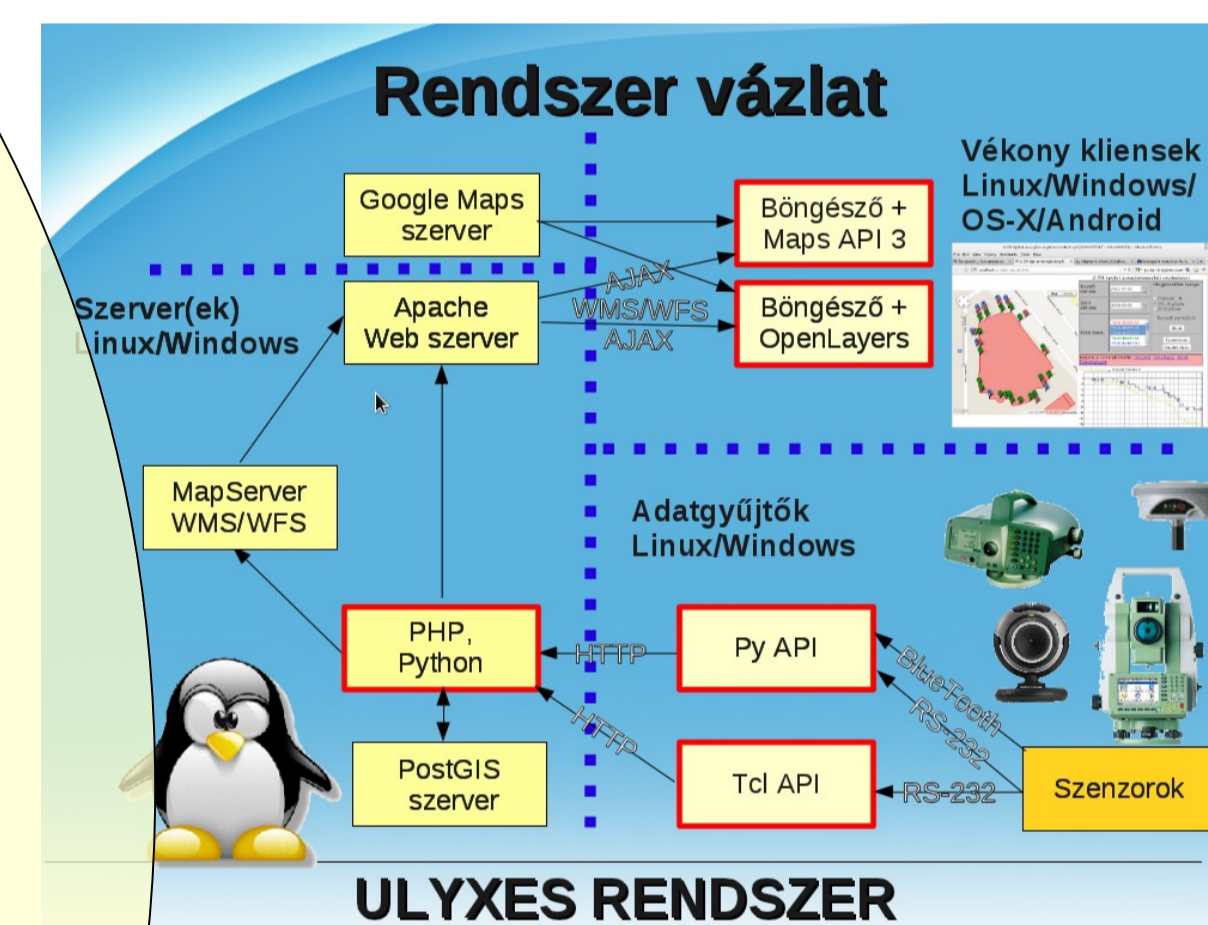 Rendszer vázlat
Vékony kliensek
Linux/Windows/
OS-X/Android
Google Maps
szerver
Böngésző +
Maps API 3
AJAX
WMS/WFS
AJAX
Szerver(ek)
Linux/Windows
Apache
Web szerver
Böngésző +
OpenLayers
MapServer
WMS/WFS
Adatgyűjtők
Linux/Windows
PHP,
Python
HTTP
Py API
BlueTooth
RS-232
HTTP
PostGIS
szerver
Tcl API
RS-232
Szenzorok
ULYXES RENDSZER